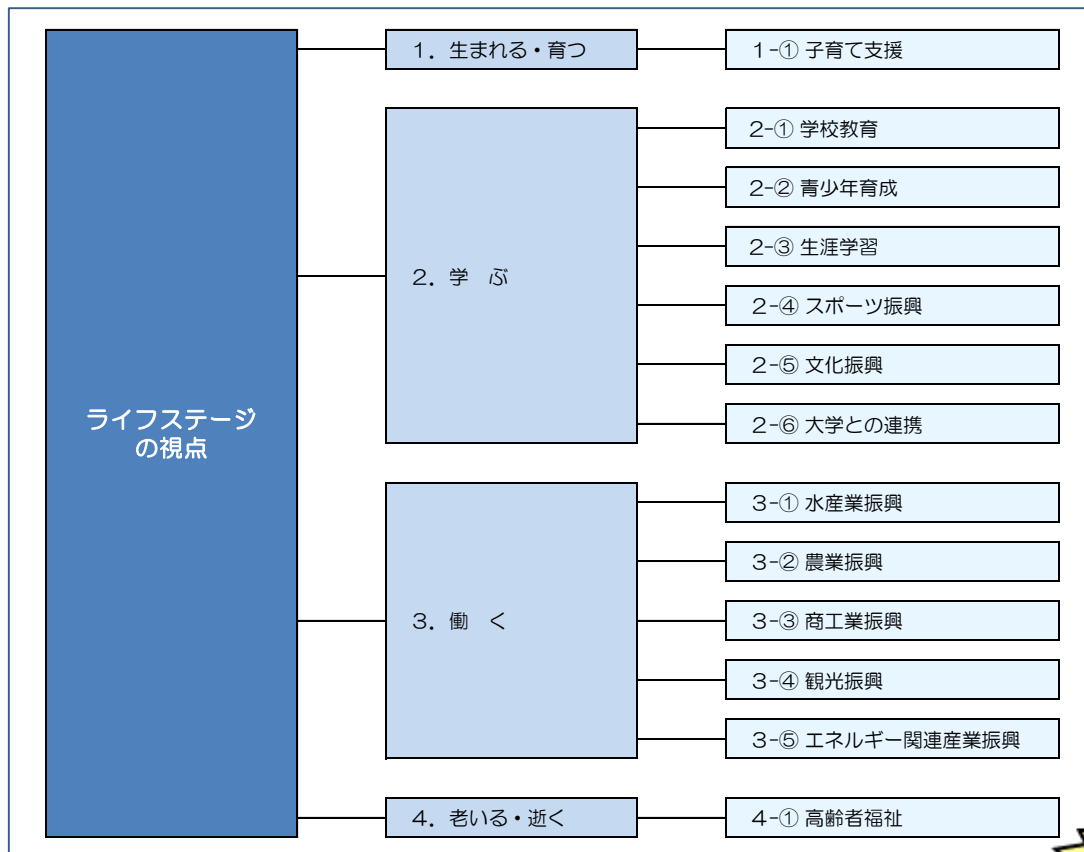 ライフステージ
の視点
１．生まれる・育つ
１-① 子育て支援
２．学　ぶ
２-① 学校教育
２-② 青少年育成
２-③ 生涯学習
２-④ スポーツ振興
２-⑤ 文化振興
２-⑥ 大学との連携
３．働　く
３-① 水産業振興
３-② 農業振興
３-③ 商工業振興
３-④ 観光振興
３-⑤ エネルギー関連産業振興
４．老いる・逝く
４-① 高齢者福祉